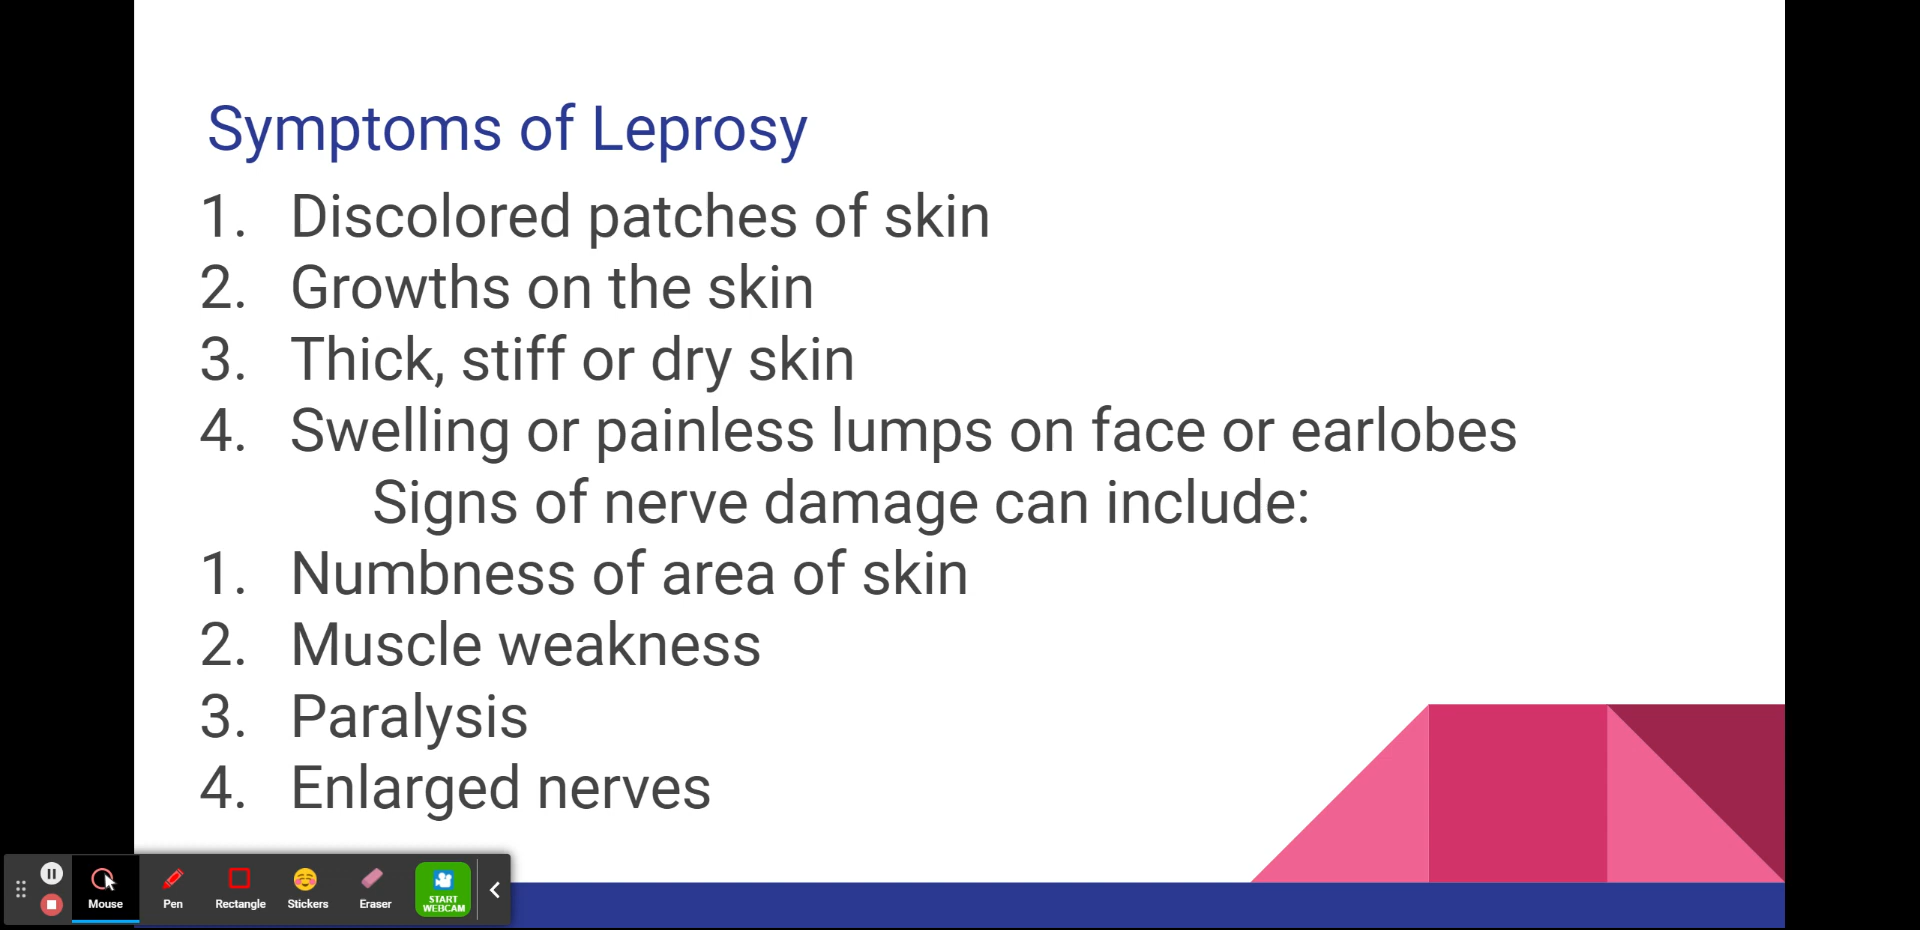 Symptoms of Leprosy
1. Discolored patches of skin
2. Growths on the skin
3. Thick, stiff or dry skin
4. Swelling or painless lumps on face or earlobes
Signs of nerve damage can include:
1. Numbness of area of skin
2. Muscle weakness
3. Paralysis
4. Enlarged nerves
Mouse
Pen
Rectangle
Stickers
Eraser
START
WEBCAM